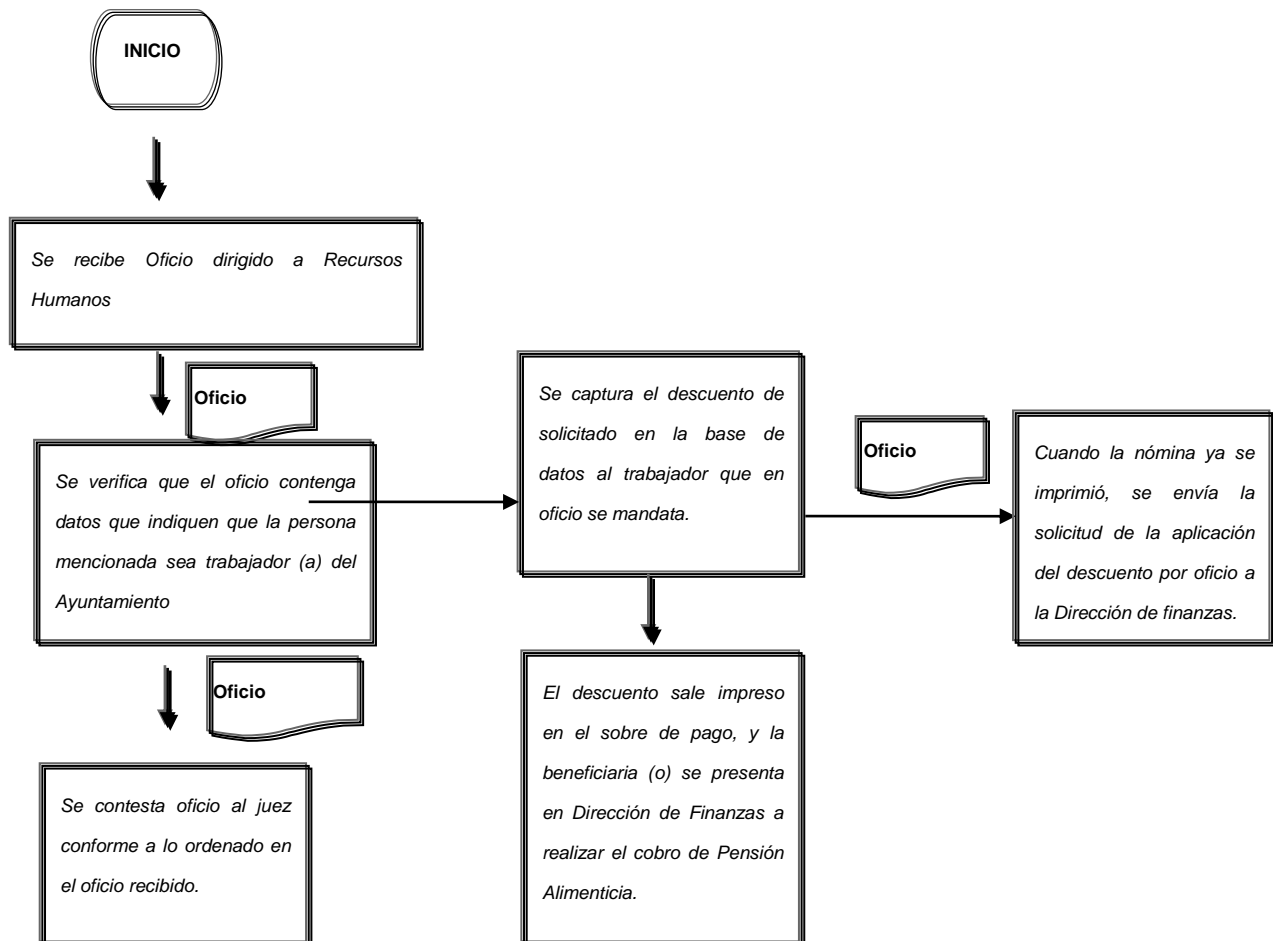 INICIO
Se recibe Oficio dirigido a Recursos
Humanos
Oficio
Se verifica que el oficio contenga
datos que indiquen que la persona
mencionada sea trabajador (a) del
Ayuntamiento
Oficio
Se contesta oficio al juez
conforme a lo ordenado en
el oficio recibido.
Se captura el descuento de
solicitado en la base de
datos al trabajador que en
oficio se mandata.
El descuento sale impreso
en el sobre de pago, y la
beneficiaria (o) se presenta
en Dirección de Finanzas a
realizar el cobro de Pensión
Alimenticia.
Oficio
Cuando la nómina ya se
imprimió, se envía la
solicitud de la aplicación
del descuento por oficio a
la Dirección de finanzas.